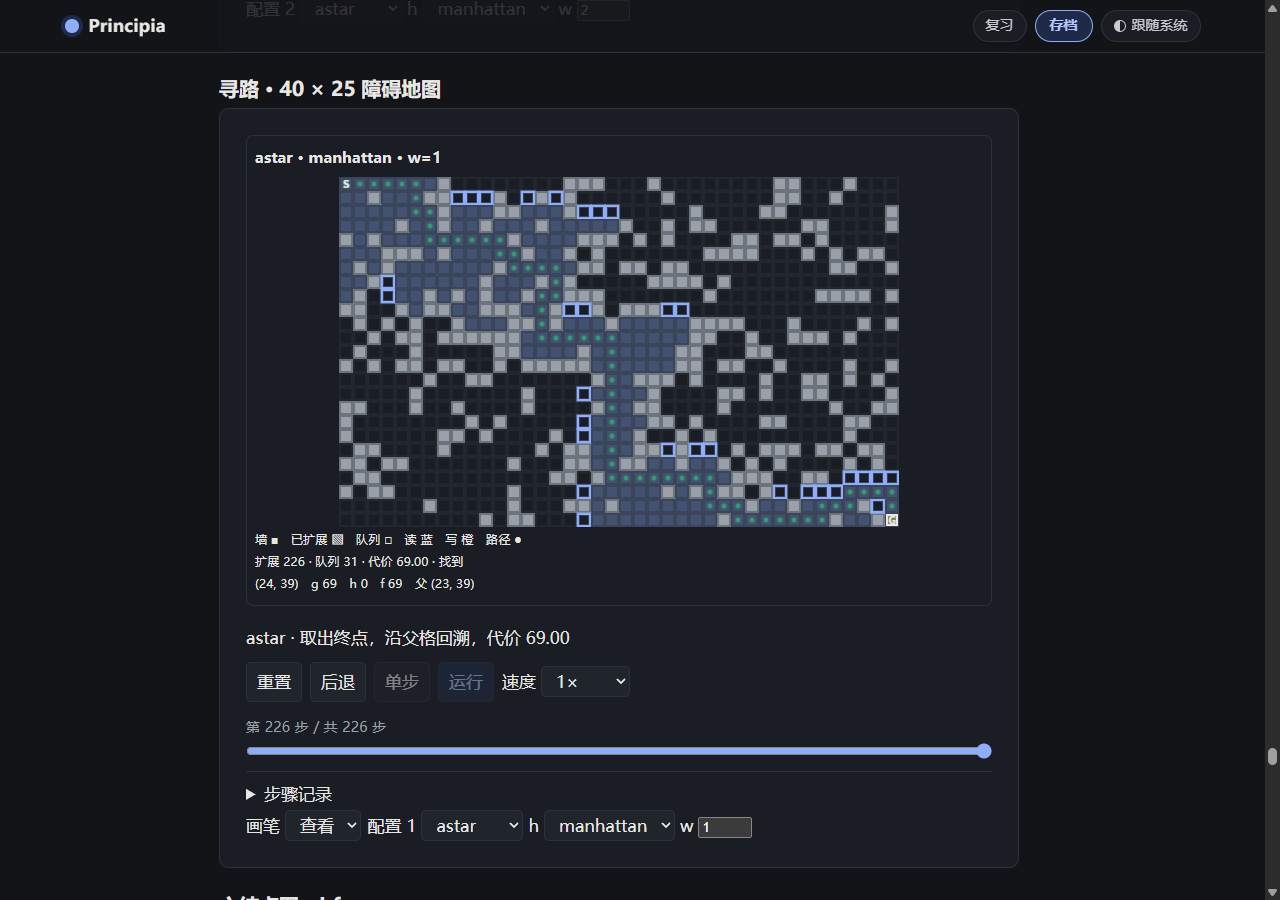 配置 2 astar h manhattan w 2
Principia
复习 存档 跟随系统
寻路 • 40 × 25 障碍地图
astar • manhattan • w=1
S
G
墙 ■ 已扩展 ▨ 队列 □ 读 蓝 写 橙 路径 ●
扩展 226 · 队列 31 · 代价 69.00 · 找到
(24, 39) g 69 h 0 f 69 父 (23, 39)
astar · 取出终点，沿父格回溯，代价 69.00
重置 后退 单步 运行 速度 1×
第 226 步 / 共 226 步
▶ 步骤记录
画笔 查看 配置 1 astar h manhattan w 1